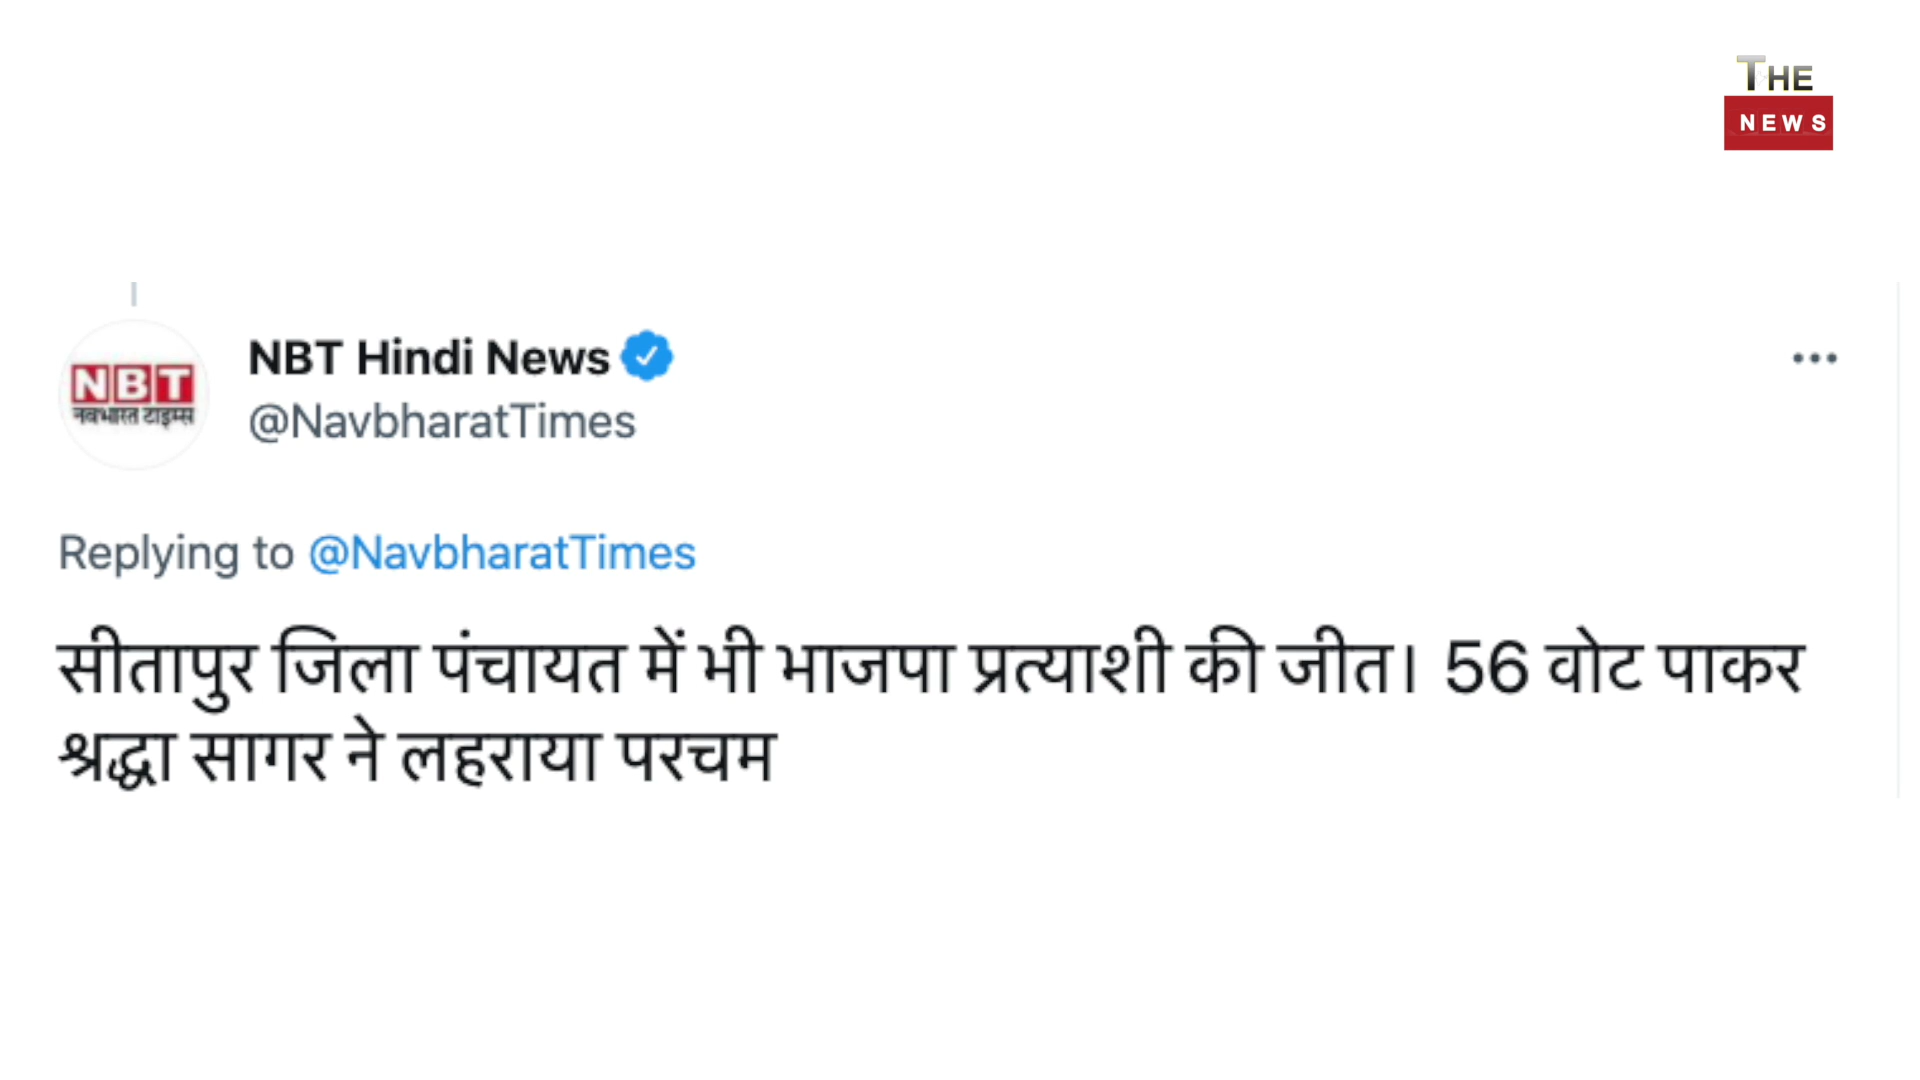 THE
NEWS
NBT Hindi News
NBT
नवभारत टाइम्स
@NavbharatTimes
Replying to @NavbharatTimes
सीतापुर जिला पंचायत में भी भाजपा प्रत्याशी की जीत। 56 वोट पाकर
श्रद्धा सागर ने लहराया परचम